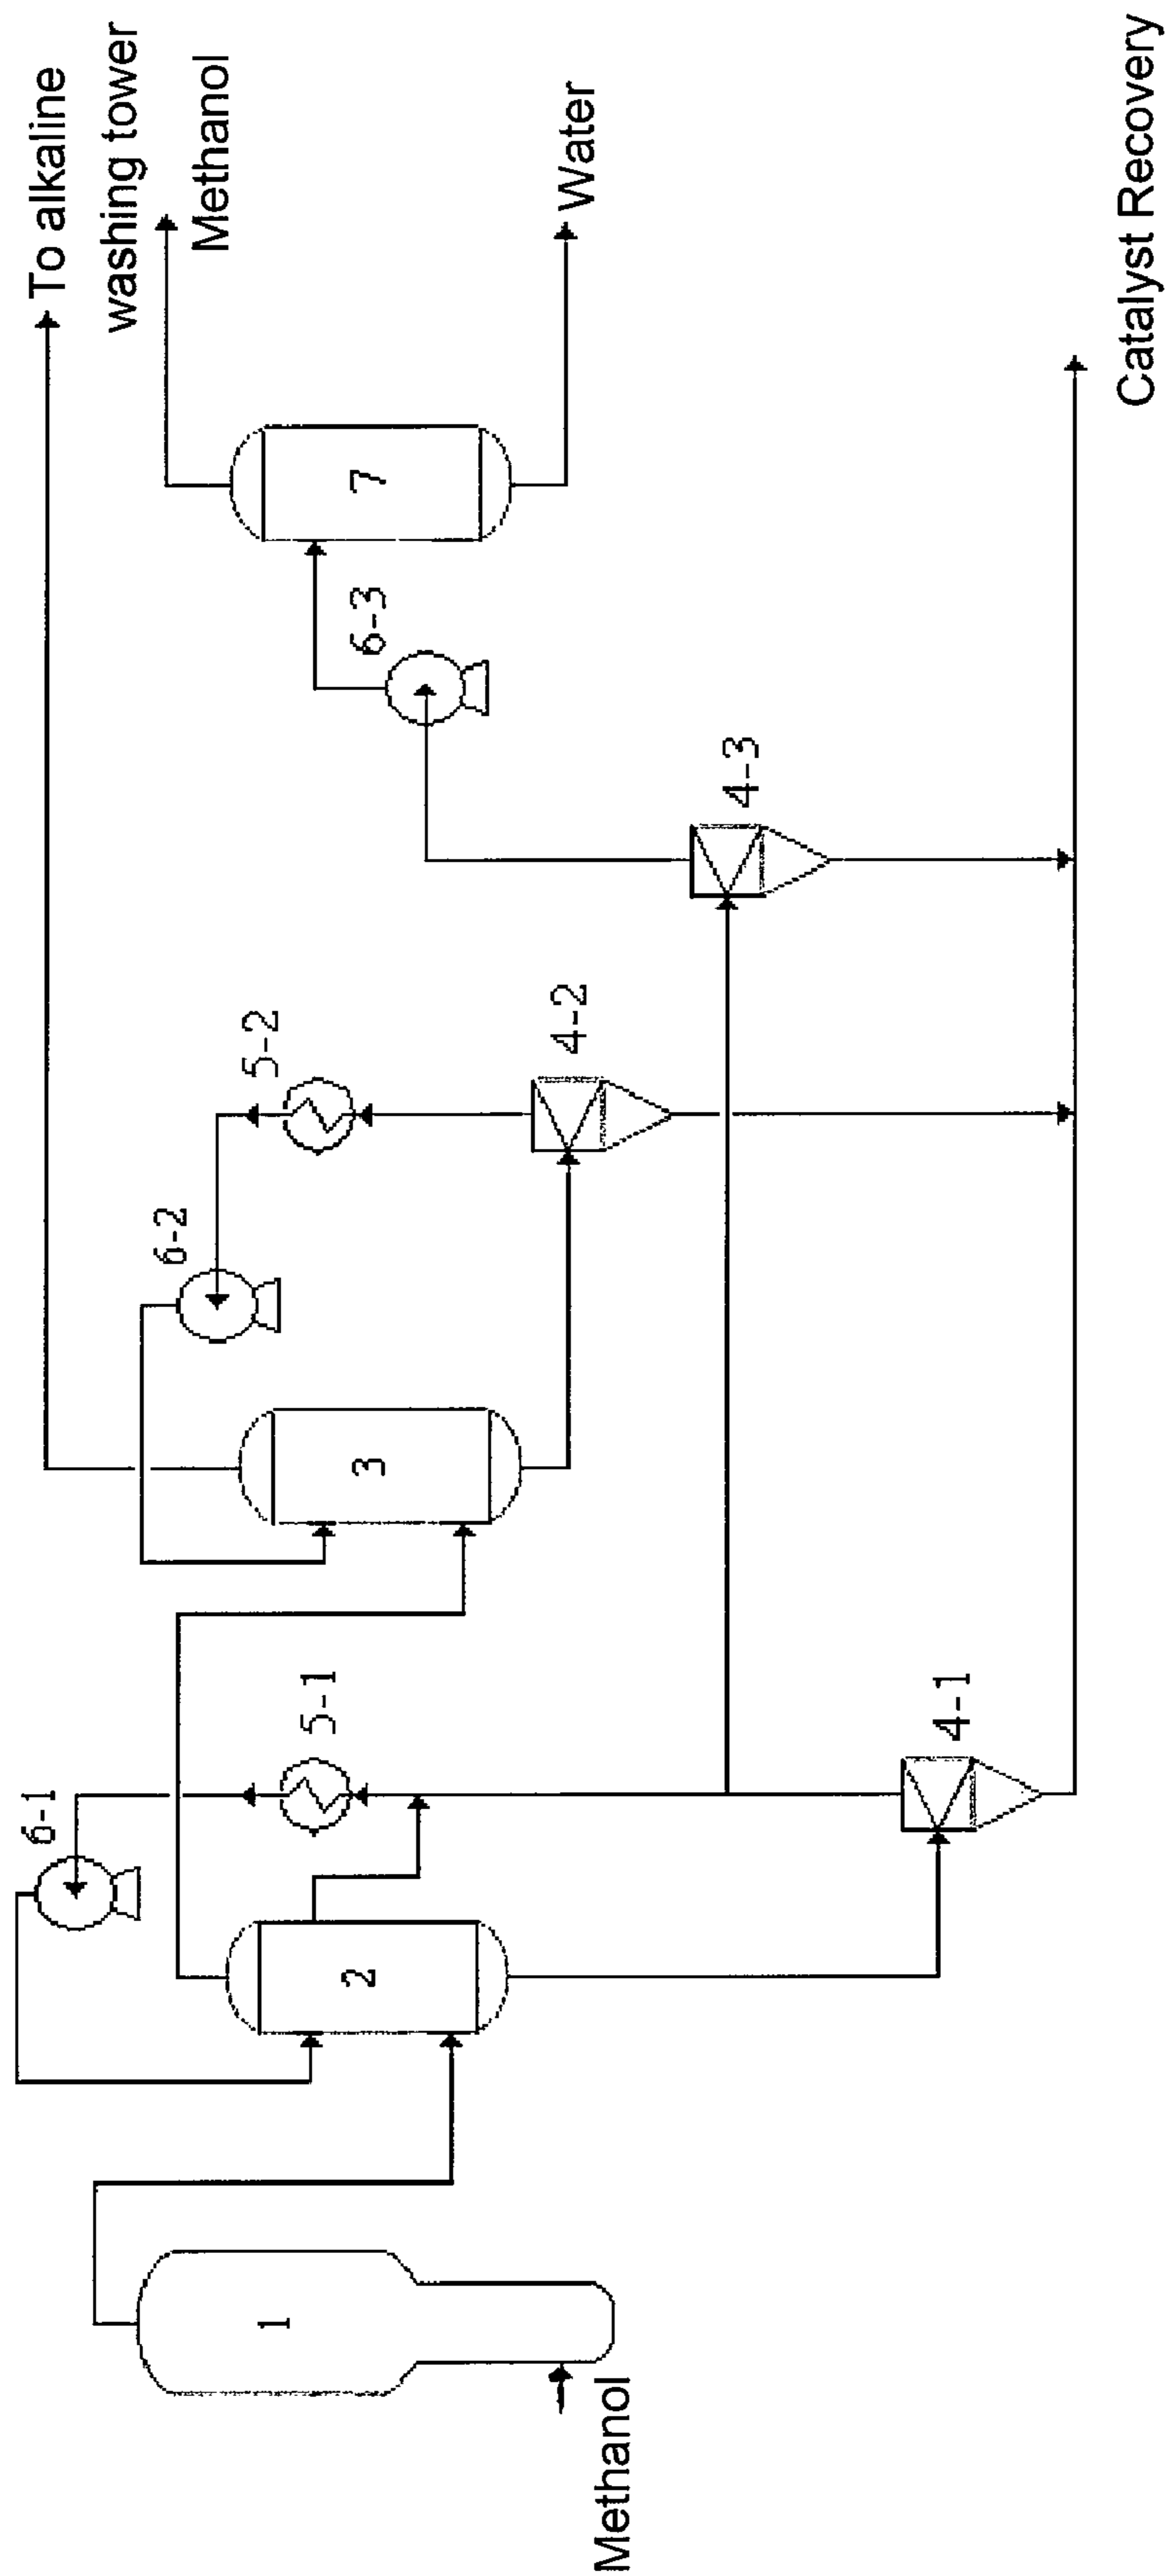 To alkaline
washing tower
Methanol
Water
Catalyst Recovery
Methanol
1
2
3
4-1
4-2
4-3
5-1
5-2
6-1
6-2
6-3
7